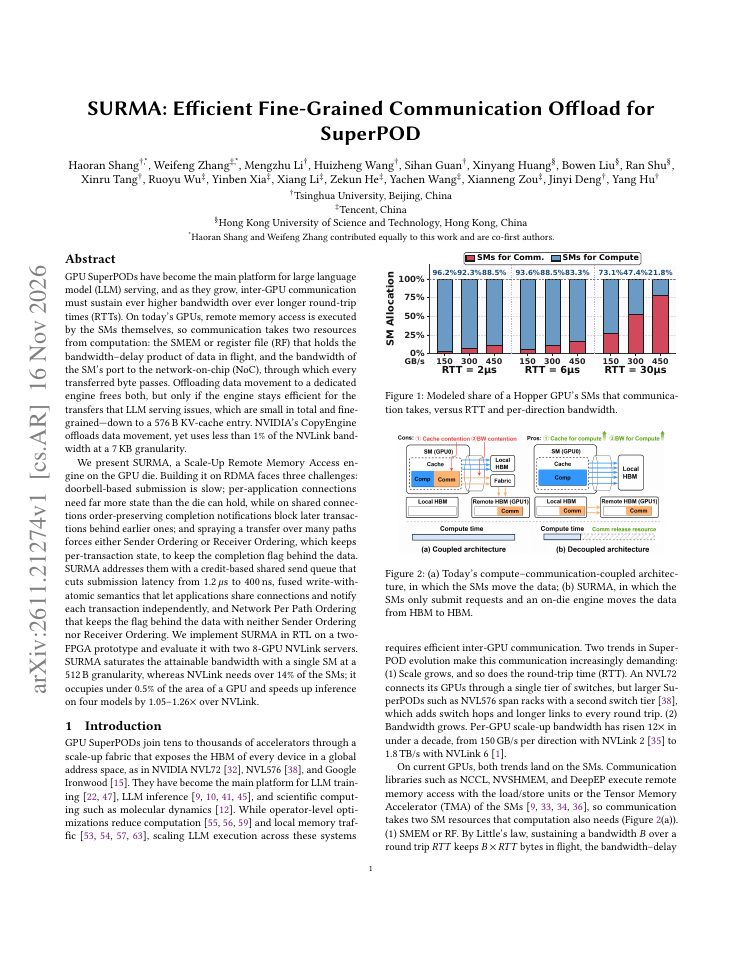 SURMA: Efficient Fine-Grained Communication Offload for
SuperPOD
Haoran Shang†,*, Weifeng Zhang‡,*, Mengzhu Li†, Huizheng Wang†, Sihan Guan†, Xinyang Huang§, Bowen Liu§, Ran Shu§,
Xinru Tang†, Ruoyu Wu‡, Yinben Xia‡, Xiang Li‡, Zekun He‡, Yachen Wang‡, Xianneng Zou‡, Jinyi Deng†, Yang Hu†
†Tsinghua University, Beijing, China
‡Tencent, China
§Hong Kong University of Science and Technology, Hong Kong, China
*Haoran Shang and Weifeng Zhang contributed equally to this work and are co-first authors.
arXiv:2611.21274v1 [cs.AR] 16 Nov 2026
Abstract
GPU SuperPODs have become the main platform for large language
model (LLM) serving, and as they grow, inter-GPU communication
must sustain ever higher bandwidth over ever longer round-trip
times (RTTs). On today's GPUs, remote memory access is executed
by the SMs themselves, so communication takes two resources
from computation: the SMEM or register file (RF) that holds the
bandwidth–delay product of data in flight, and the bandwidth of
the SM's port to the network-on-chip (NoC), through which every
transferred byte passes. Offloading data movement to a dedicated
engine frees both, but only if the engine stays efficient for the
transfers that LLM serving issues, which are small in total and fine-
grained—down to a 576 B KV-cache entry. NVIDIA's CopyEngine
offloads data movement, yet uses less than 1% of the NVLink band-
width at a 7 KB granularity.
We present SURMA, a Scale-Up Remote Memory Access en-
gine on the GPU die. Building it on RDMA faces three challenges:
doorbell-based submission is slow; per-application connections
need far more state than the die can hold, while on shared connec-
tions order-preserving completion notifications block later transac-
tions behind earlier ones; and spraying a transfer over many paths
forces either Sender Ordering or Receiver Ordering, which keeps
per-transaction state, to keep the completion flag behind the data.
SURMA addresses them with a credit-based shared send queue that
cuts submission latency from 1.2 μs to 400 ns, fused write-with-
atomic semantics that let applications share connections and notify
each transaction independently, and Network Per Path Ordering
that keeps the flag behind the data with neither Sender Ordering
nor Receiver Ordering. We implement SURMA in RTL on a two-
FPGA prototype and evaluate it with two 8-GPU NVLink servers.
SURMA saturates the attainable bandwidth with a single SM at a
512 B granularity, whereas NVLink needs over 14% of the SMs; it
occupies under 0.5% of the area of a GPU and speeds up inference
on four models by 1.05–1.26× over NVLink.
1 Introduction
GPU SuperPODs join tens to thousands of accelerators through a
scale-up fabric that exposes the HBM of every device in a global
address space, as in NVIDIA NVL72 [32], NVL576 [38], and Google
Ironwood [15]. They have become the main platform for LLM train-
ing [22, 47], LLM inference [9, 10, 41, 45], and scientific comput-
ing such as molecular dynamics [12]. While operator-level opti-
mizations reduce computation [55, 56, 59] and local memory traf-
fic [53, 54, 57, 63], scaling LLM execution across these systems
SMs for Comm. SMs for Compute
96.2% 92.3% 88.5% 93.6% 88.5% 83.3% 73.1% 47.4% 21.8%
SM Allocation
100%
75%
50%
25%
0%
GB/s 150 300 450 150 300 450 150 300 450
RTT = 2μs RTT = 6μs RTT = 30μs
Figure 1: Modeled share of a Hopper GPU's SMs that communica-
tion takes, versus RTT and per-direction bandwidth.
Cons: ① Cache contention ②BW contention
SM (GPU0)
Cache
Comp Comm
Local
HBM
Fabric
Local HBM
Remote HBM (GPU1)
Comm
Compute time
(a) Coupled architecture
Pros: ① Cache for compute ② BW for Compute
SM (GPU0)
Cache
Comp
Local
HBM
Local HBM
Comm
Remote HBM (GPU1)
Comm
Compute time Comm release resource
(b) Decoupled architecture
Figure 2: (a) Today's compute–communication-coupled architec-
ture, in which the SMs move the data; (b) SURMA, in which the
SMs only submit requests and an on-die engine moves the data
from HBM to HBM.
requires efficient inter-GPU communication. Two trends in Super-
POD evolution make this communication increasingly demanding:
(1) Scale grows, and so does the round-trip time (RTT). An NVL72
connects its GPUs through a single tier of switches, but larger Su-
perPODs such as NVL576 span racks with a second switch tier [38],
which adds switch hops and longer links to every round trip. (2)
Bandwidth grows. Per-GPU scale-up bandwidth has risen 12× in
under a decade, from 150 GB/s per direction with NVLink 2 [35] to
1.8 TB/s with NVLink 6 [1].
On current GPUs, both trends land on the SMs. Communication
libraries such as NCCL, NVSHMEM, and DeepEP execute remote
memory access with the load/store units or the Tensor Memory
Accelerator (TMA) of the SMs [9, 33, 34, 36], so communication
takes two SM resources that computation also needs (Figure 2(a)).
(1) SMEM or RF. By Little's law, sustaining a bandwidth B over a
round trip RTT keeps B × RTT bytes in flight, the bandwidth–delay
1